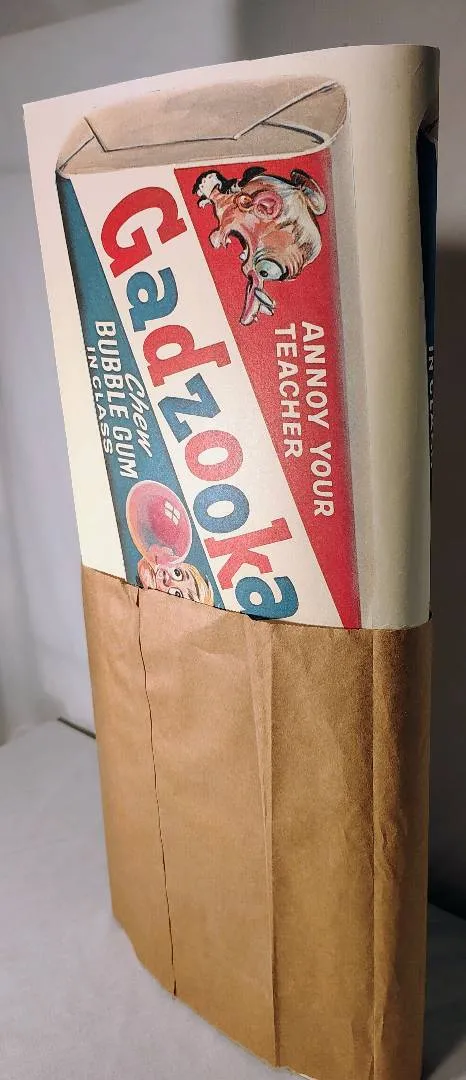 Gadzooka
ANNOY YOUR
TEACHER
Chew
BUBBLE GUM
IN CLASS